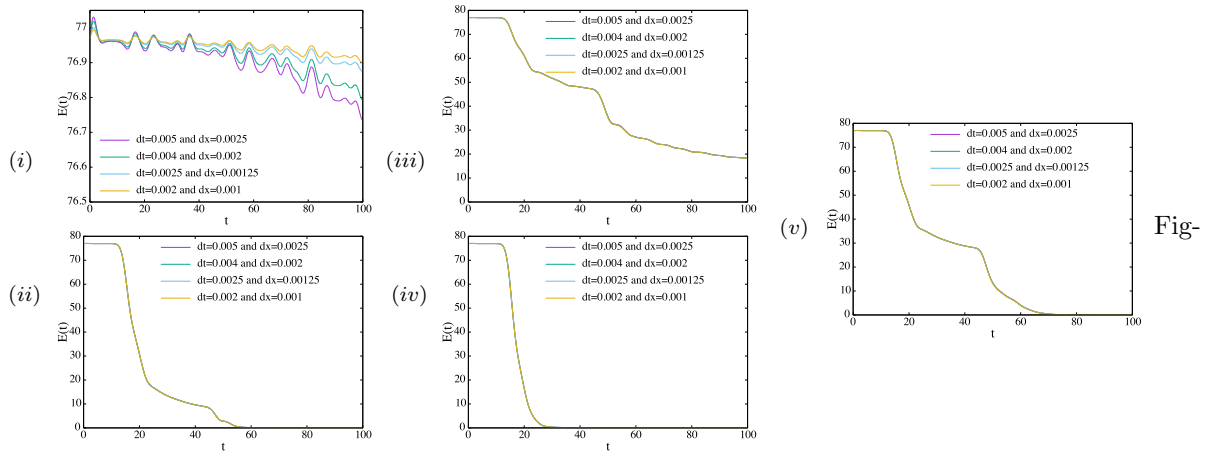 77
76.9
76.8
E(t)
76.7
76.6
76.5
0 20 40 60 80 100
t
dt=0.005 and dx=0.0025
dt=0.004 and dx=0.002
dt=0.0025 and dx=0.00125
dt=0.002 and dx=0.001
(i)
80
70
60
50
E(t)
40
30
20
10
0
0 20 40 60 80 100
t
dt=0.005 and dx=0.0025
dt=0.004 and dx=0.002
dt=0.0025 and dx=0.00125
dt=0.002 and dx=0.001
(iii)
80
70
60
50
E(t)
40
30
20
10
0
0 20 40 60 80 100
t
dt=0.005 and dx=0.0025
dt=0.004 and dx=0.002
dt=0.0025 and dx=0.00125
dt=0.002 and dx=0.001
(v)
Fig-
80
70
60
50
E(t)
40
30
20
10
0
0 20 40 60 80 100
t
dt=0.005 and dx=0.0025
dt=0.004 and dx=0.002
dt=0.0025 and dx=0.00125
dt=0.002 and dx=0.001
(ii)
80
70
60
50
E(t)
40
30
20
10
0
0 20 40 60 80 100
t
dt=0.005 and dx=0.0025
dt=0.004 and dx=0.002
dt=0.0025 and dx=0.00125
dt=0.002 and dx=0.001
(iv)